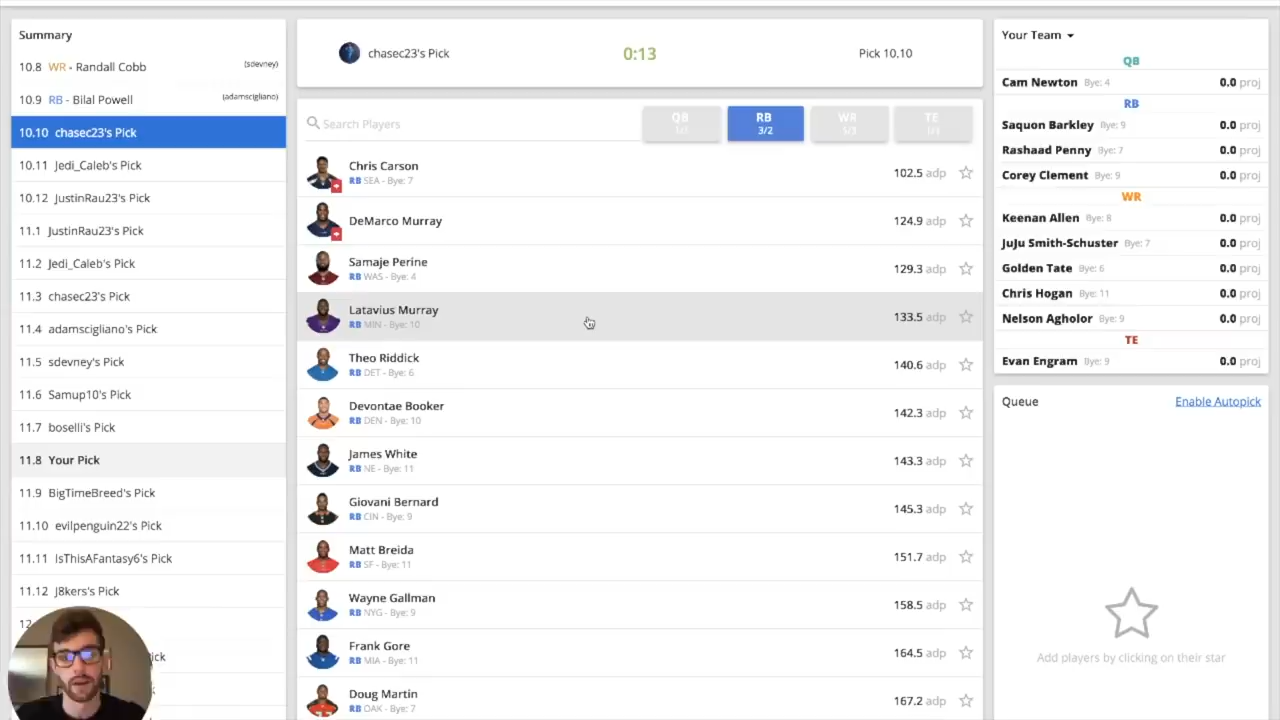 Summary
10.8 WR - Randall Cobb (sdevney)
10.9 RB - Bilal Powell (adamscigliano)
10.10 chasec23's Pick
10.11 Jedi_Caleb's Pick
10.12 JustinRau23's Pick
11.1 JustinRau23's Pick
11.2 Jedi_Caleb's Pick
11.3 chasec23's Pick
11.4 adamscigliano's Pick
11.5 sdevney's Pick
11.6 Samup10's Pick
11.7 boselli's Pick
11.8 Your Pick
11.9 BigTimeBreed's Pick
11.10 evilpenguin22's Pick
11.11 IsThisAFantasy6's Pick
11.12 J8kers's Pick
12
ick
chasec23's Pick 0:13 Pick 10.10
Search Players
QB
1/1
RB
3/2
WR
5/3
TE
1/1
Chris Carson
RB SEA - Bye: 7
102.5 adp
DeMarco Murray
124.9 adp
Samaje Perine
RB WAS - Bye: 4
129.3 adp
Latavius Murray
RB MIN - Bye: 10
133.5 adp
Theo Riddick
RB DET - Bye: 6
140.6 adp
Devontae Booker
RB DEN - Bye: 10
142.3 adp
James White
RB NE - Bye: 11
143.3 adp
Giovani Bernard
RB CIN - Bye: 9
145.3 adp
Matt Breida
RB SF - Bye: 11
151.7 adp
Wayne Gallman
RB NYG - Bye: 9
158.5 adp
Frank Gore
RB MIA - Bye: 11
164.5 adp
Doug Martin
RB OAK - Bye: 7
167.2 adp
Your Team
QB
Cam Newton Bye: 4 0.0 proj
RB
Saquon Barkley Bye: 9 0.0 proj
Rashaad Penny Bye: 7 0.0 proj
Corey Clement Bye: 9 0.0 proj
WR
Keenan Allen Bye: 8 0.0 proj
JuJu Smith-Schuster Bye: 7 0.0 proj
Golden Tate Bye: 6 0.0 proj
Chris Hogan Bye: 11 0.0 proj
Nelson Agholor Bye: 9 0.0 proj
TE
Evan Engram Bye: 9 0.0 proj
Queue Enable Autopick
Add players by clicking on their star